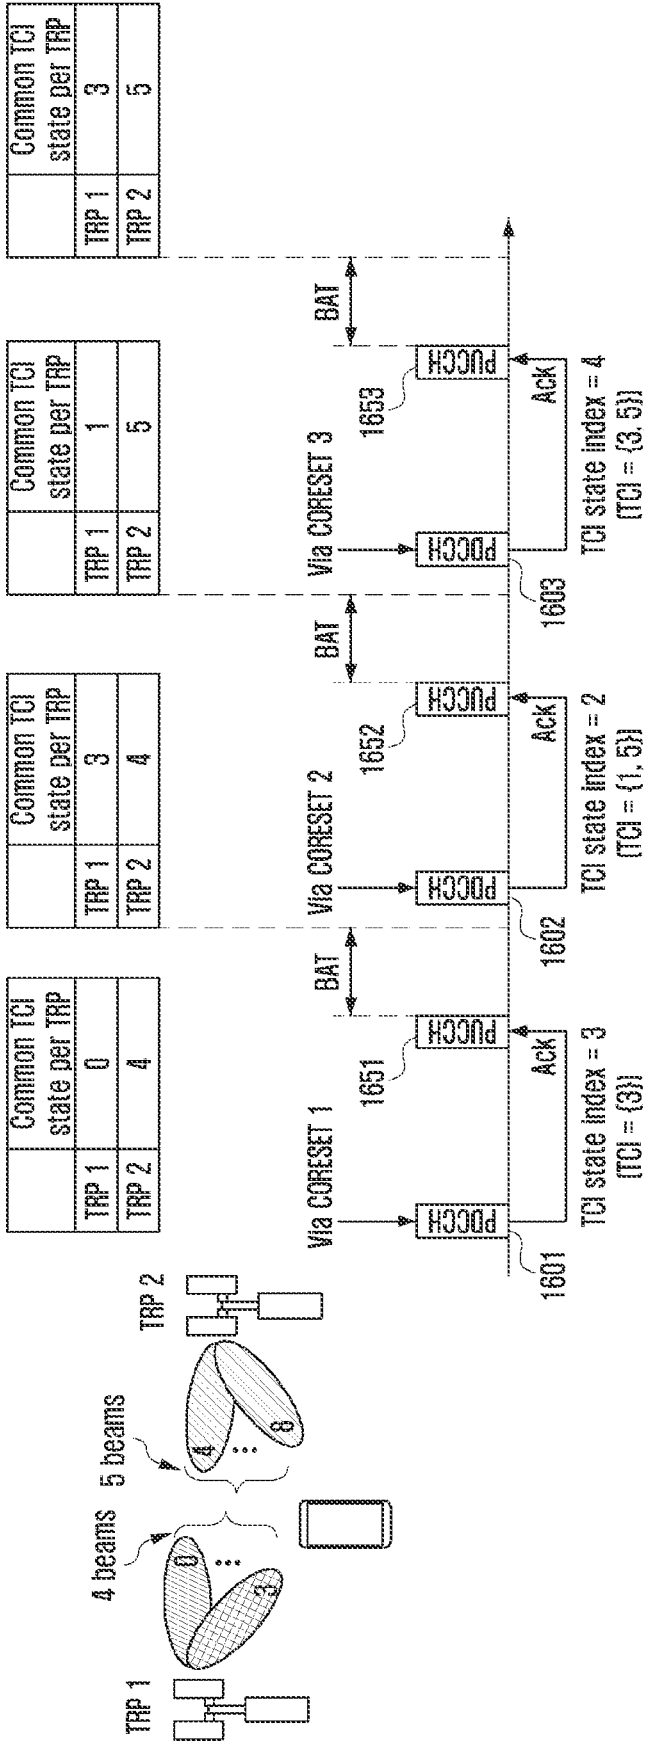 TRP 1
4 beams
0
...
3
5 beams
4
...
8
TRP 2
Common TCI
state per TRP
TRP 1
0
TRP 2
4
Common TCI
state per TRP
TRP 1
3
TRP 2
4
Common TCI
state per TRP
TRP 1
1
TRP 2
5
Common TCI
state per TRP
TRP 1
3
TRP 2
5
Via CORESET 1
PDCCH
1601
1651
PUCCH
Ack
BAT
TCI state index = 3
(TCI = {3})
Via CORESET 2
PDCCH
1602
1652
PUCCH
Ack
BAT
TCI state index = 2
(TCI = {1, 5})
Via CORESET 3
PDCCH
1603
1653
PUCCH
Ack
BAT
TCI state index = 4
(TCI = {3, 5})